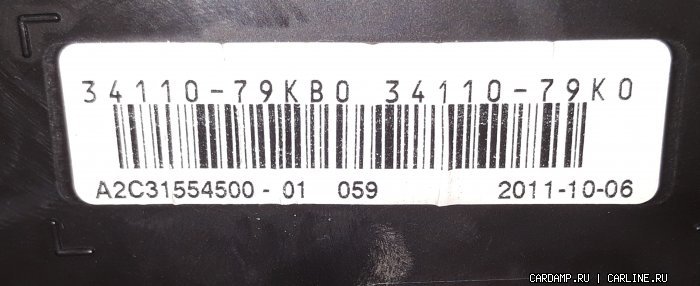 34110-79KB0 34110-79K0
A2C31554500 - 01 059 2011-10-06
CARDAMP.RU | CARLINE.RU